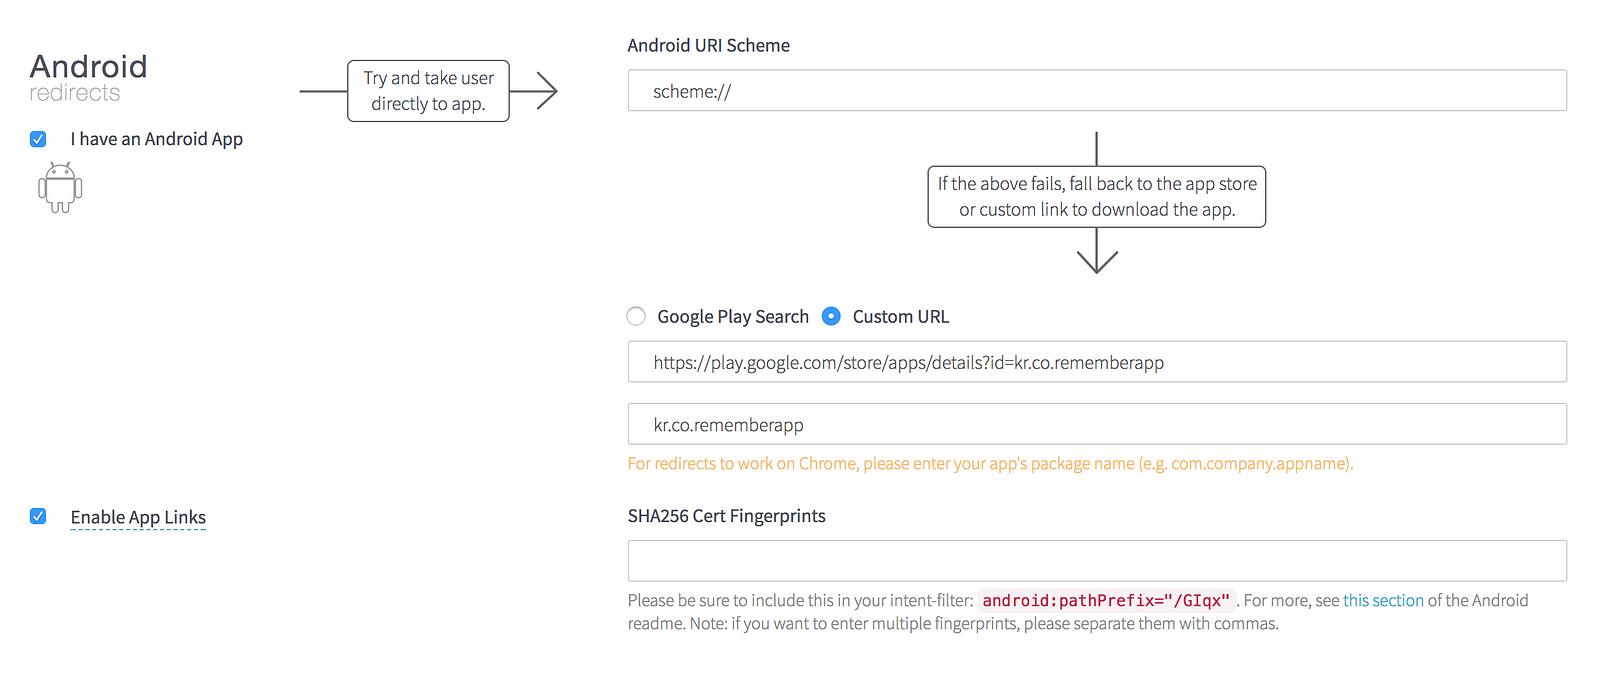 Android
redirects
I have an Android App
Try and take user
directly to app.
Android URI Scheme
scheme://
If the above fails, fall back to the app store
or custom link to download the app.
Google Play Search
Custom URL
https://play.google.com/store/apps/details?id=kr.co.rememberapp
kr.co.rememberapp
For redirects to work on Chrome, please enter your app's package name (e.g. com.company.appname).
Enable App Links
SHA256 Cert Fingerprints
Please be sure to include this in your intent-filter: android:pathPrefix="/GIqx". For more, see this section of the Android
readme. Note: if you want to enter multiple fingerprints, please separate them with commas.